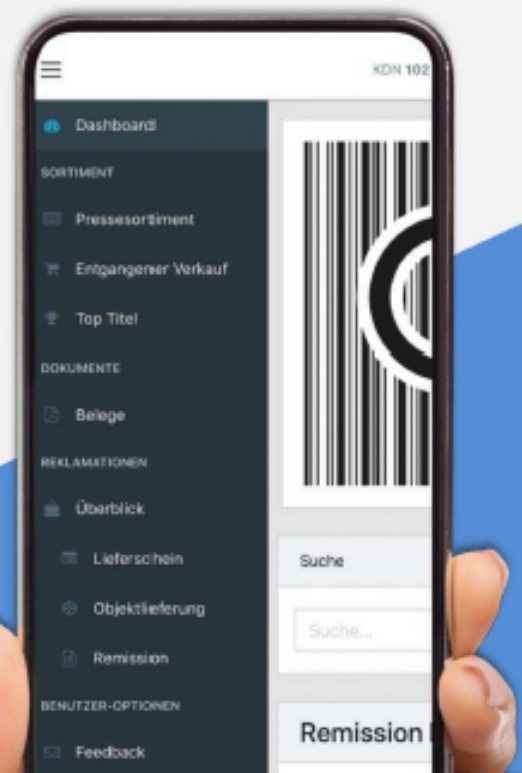 KDN 102
Dashboard
SORTIMENT
Pressesortiment
Entgangener Verkauf
Top Titel
DOKUMENTE
Belege
REKLAMATIONEN
Überblick
Lieferschein
Objektlieferung
Remission
BENUTZER-OPTIONEN
Feedback
Suche
Suche...
Remission